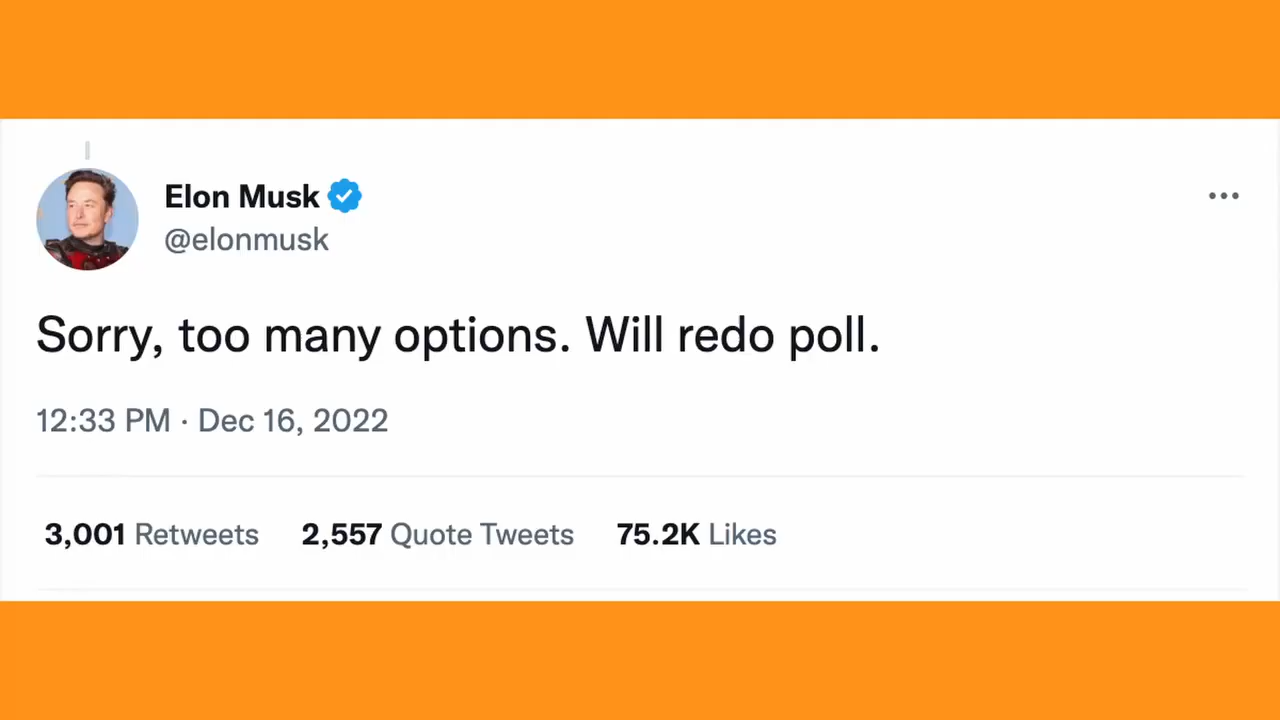 Elon Musk
@elonmusk
Sorry, too many options. Will redo poll.
12:33 PM · Dec 16, 2022
3,001 Retweets 2,557 Quote Tweets 75.2K Likes